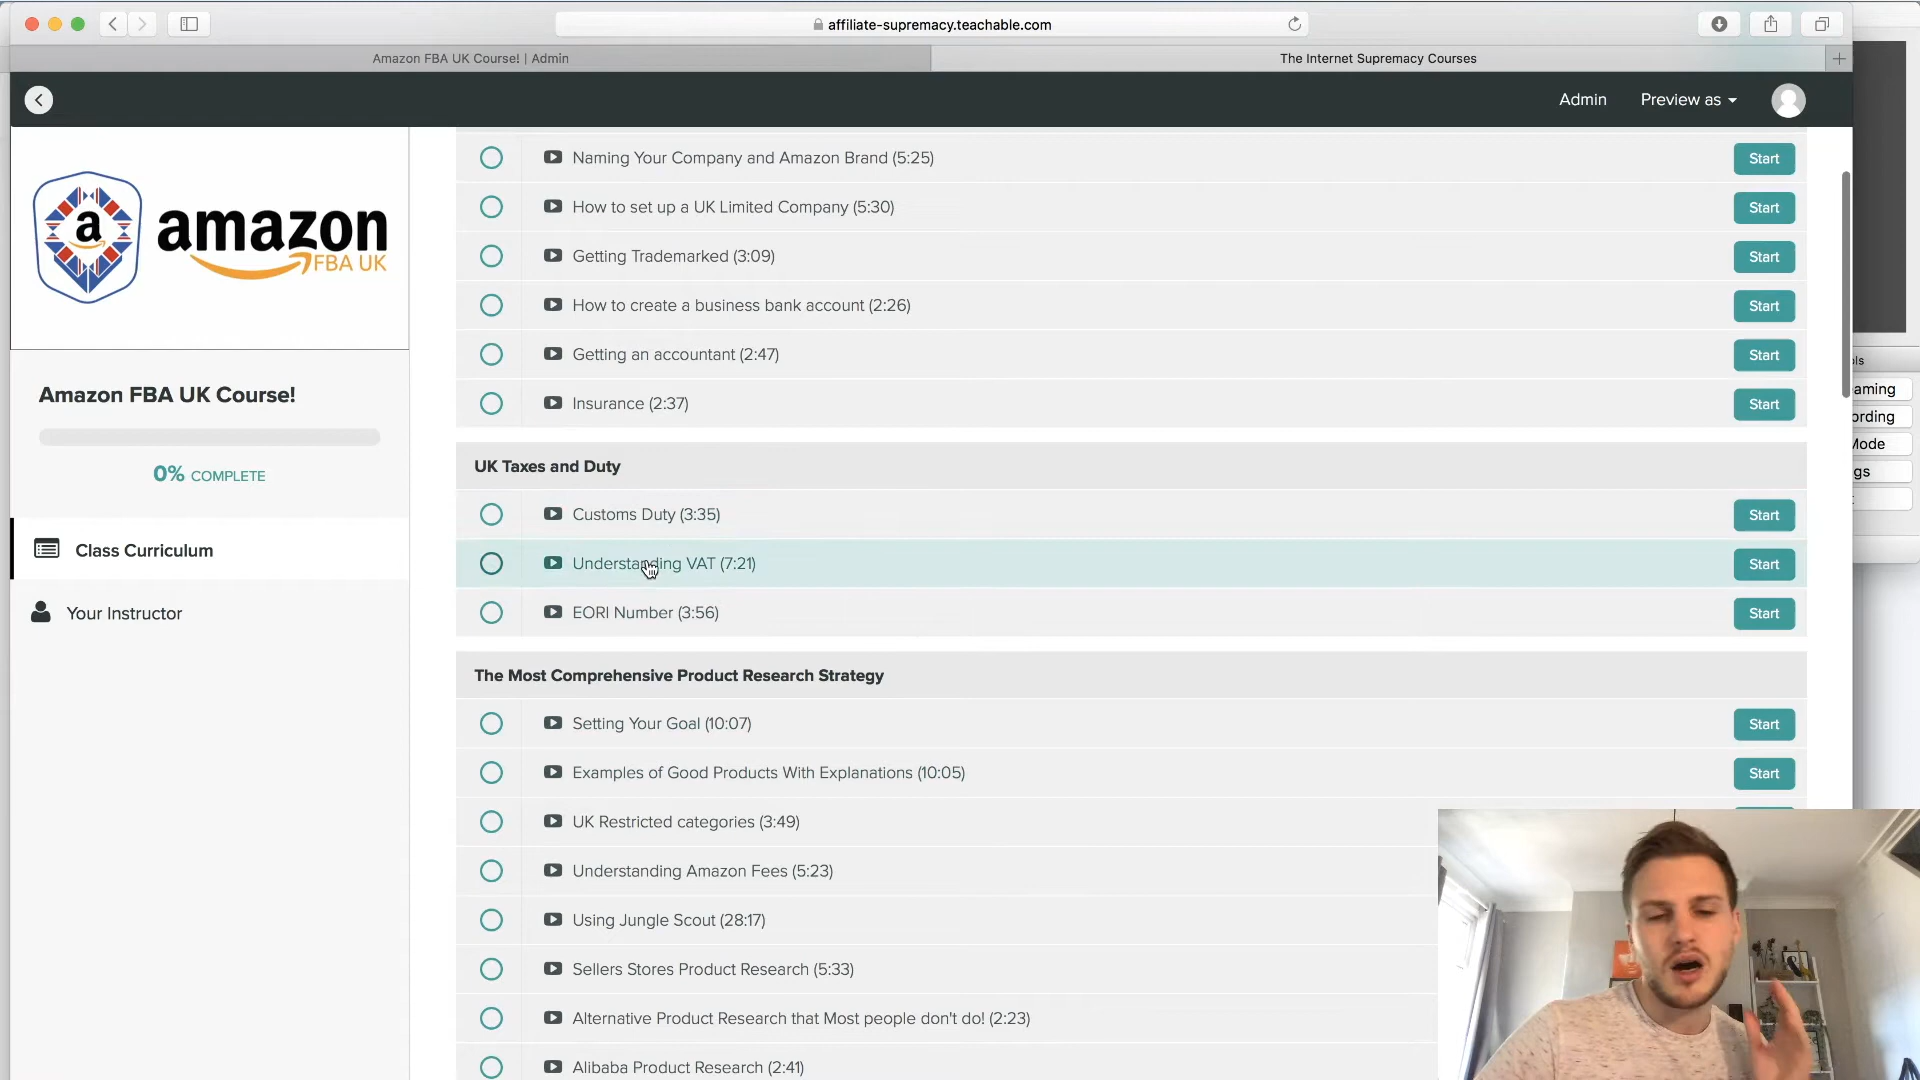 affiliate-supremacy.teachable.com
Amazon FBA UK Course! | Admin
The Internet Supremacy Courses
Admin
Preview as
a amazon
FBA UK
Amazon FBA UK Course!
0% COMPLETE
Class Curriculum
Your Instructor
Naming Your Company and Amazon Brand (5:25)
Start
How to set up a UK Limited Company (5:30)
Start
Getting Trademarked (3:09)
Start
How to create a business bank account (2:26)
Start
Getting an accountant (2:47)
Start
Insurance (2:37)
Start
UK Taxes and Duty
Customs Duty (3:35)
Start
Understanding VAT (7:21)
Start
EORI Number (3:56)
Start
The Most Comprehensive Product Research Strategy
Setting Your Goal (10:07)
Start
Examples of Good Products With Explanations (10:05)
Start
UK Restricted categories (3:49)
Understanding Amazon Fees (5:23)
Using Jungle Scout (28:17)
Sellers Stores Product Research (5:33)
Alternative Product Research that Most people don't do! (2:23)
Alibaba Product Research (2:41)
Mode